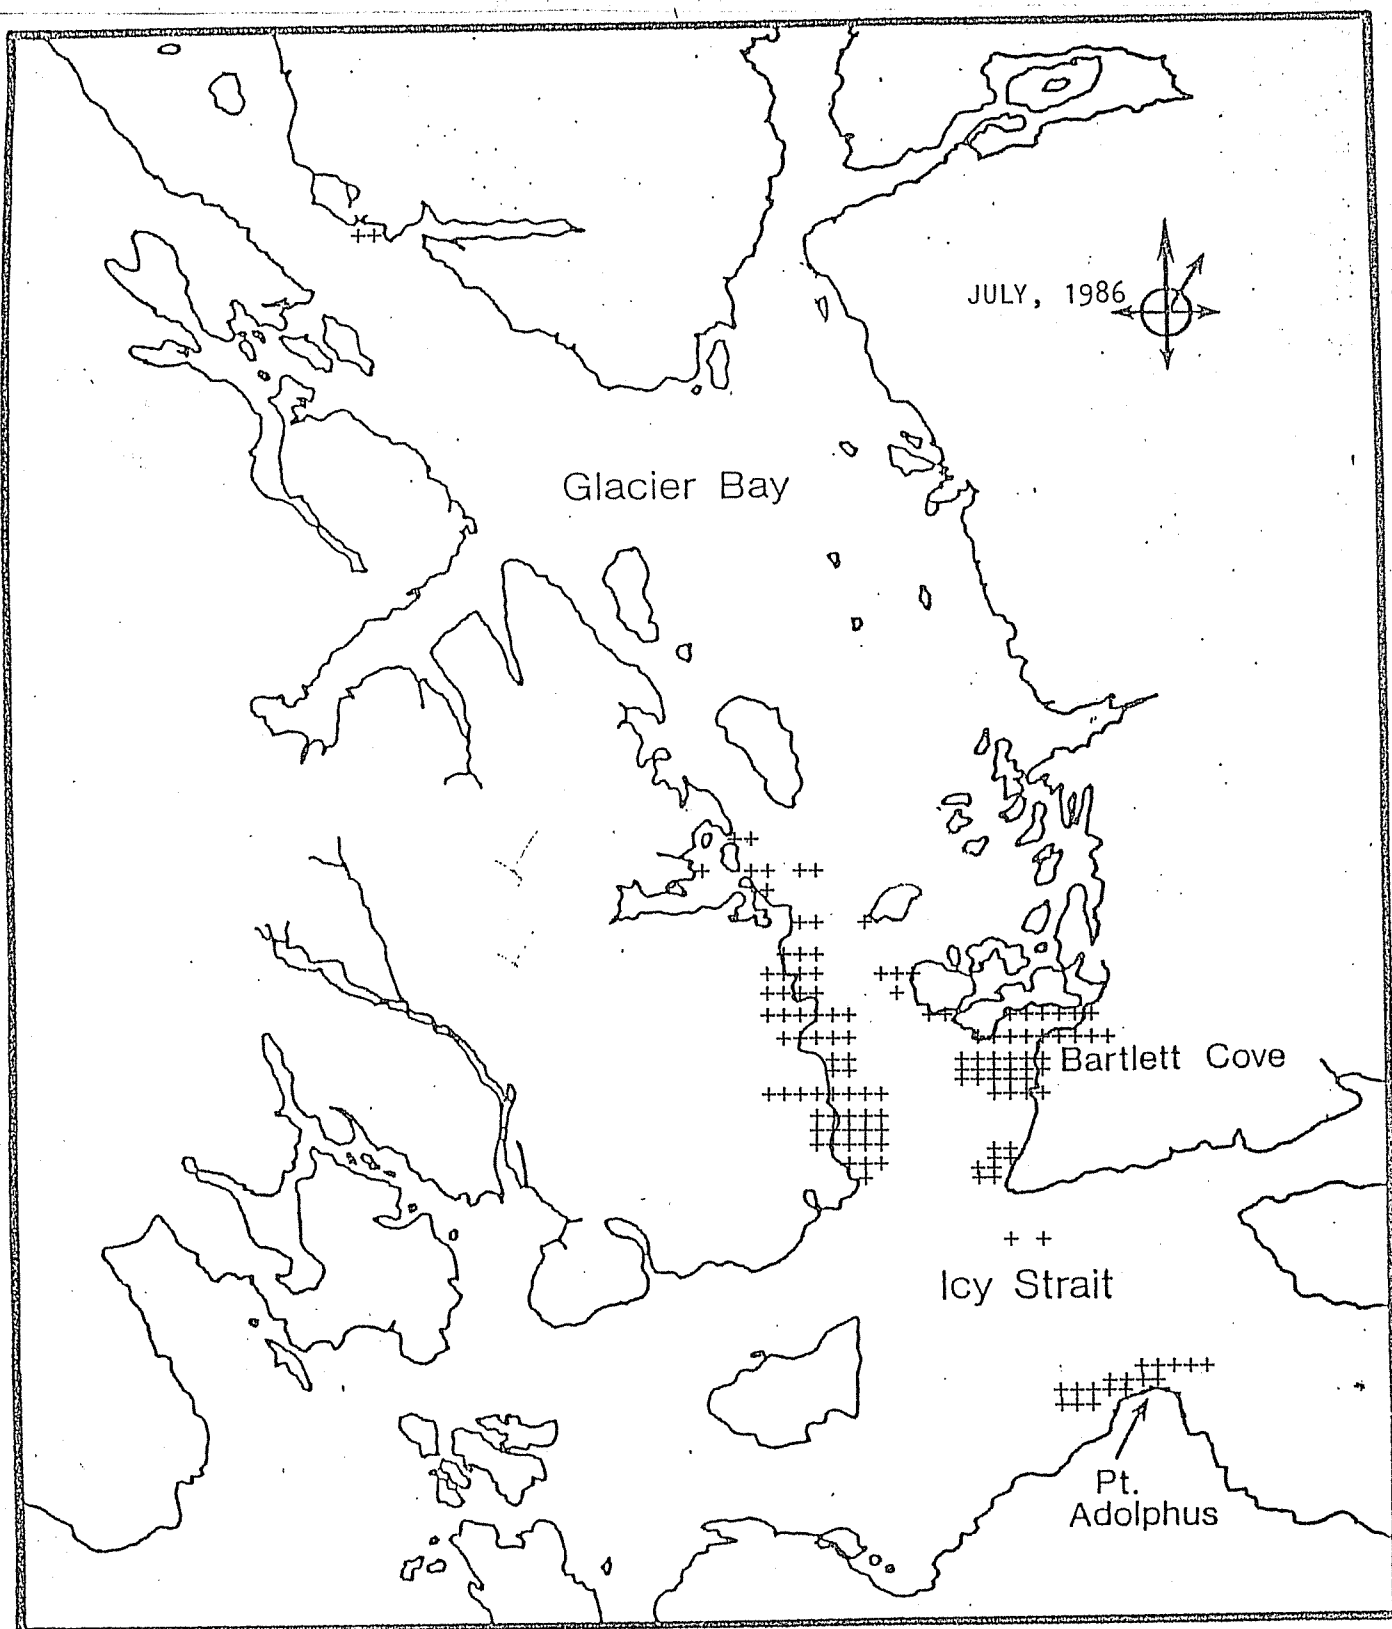 JULY, 1986
Glacier Bay
Bartlett Cove
Icy Strait
Pt.
Adolphus